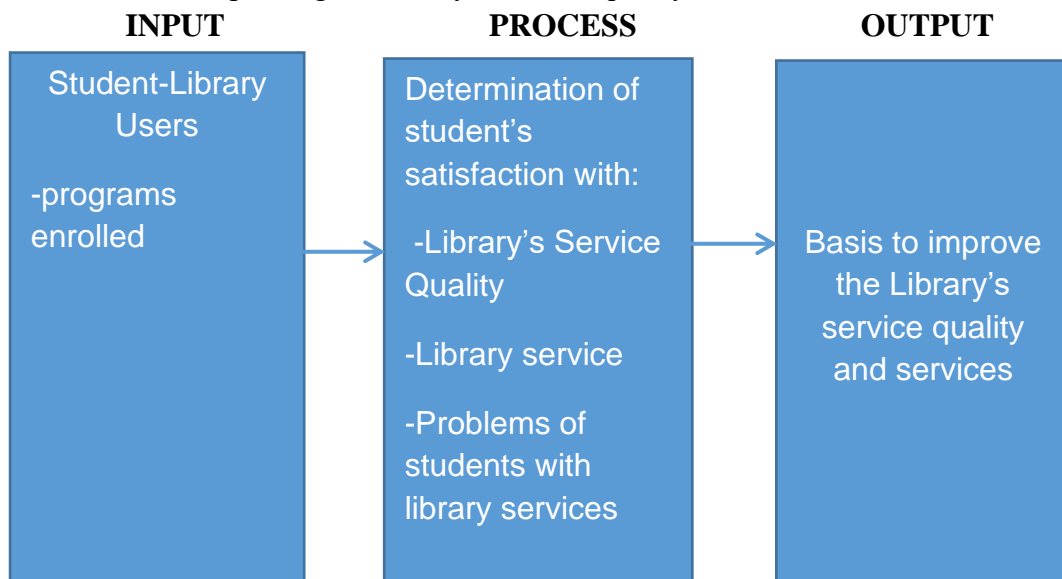 INPUT
PROCESS
OUTPUT
Student-Library
Users
-programs
enrolled
Determination of
student’s
satisfaction with:
-Library’s Service
Quality
-Library service
-Problems of
students with
library services
Basis to improve
the Library’s
service quality
and services